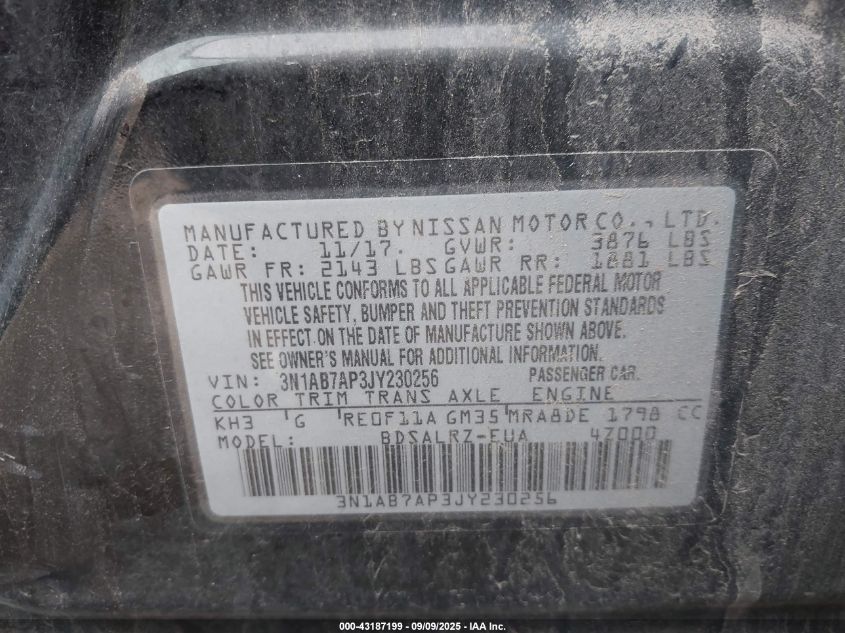 MANUFACTURED BY NISSAN MOTOR CO., LTD.
DATE: 11/17. GVWR: 3876 LBS
GAWR FR: 2143 LBS GAWR RR: 1881 LBS
THIS VEHICLE CONFORMS TO ALL APPLICABLE FEDERAL MOTOR
VEHICLE SAFETY, BUMPER AND THEFT PREVENTION STANDARDS
IN EFFECT ON THE DATE OF MANUFACTURE SHOWN ABOVE.
SEE OWNER'S MANUAL FOR ADDITIONAL INFORMATION.
VIN: 3N1AB7AP3JY230256 PASSENGER CAR.
COLOR TRIM TRANS AXLE ENGINE
KH3 G RE0F11A GM35 MRA8DE 1798 CC
MODEL: BDSALRZ-EUA 4Z000
3N1AB7AP3JY230256
000-43187199 - 09/09/2025 - IAA Inc.